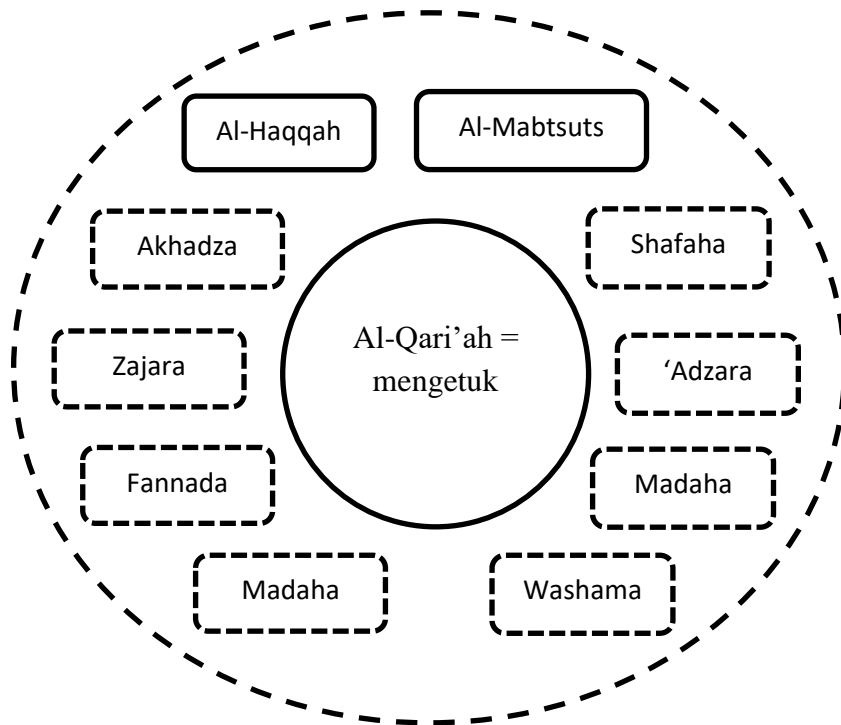 Al-Haqqah
Al-Mabtsuts
Akhadza
Shafaha
Al-Qari’ah =
mengetuk
Zajara
‘Adzara
Fannada
Madaha
Madaha
Washama